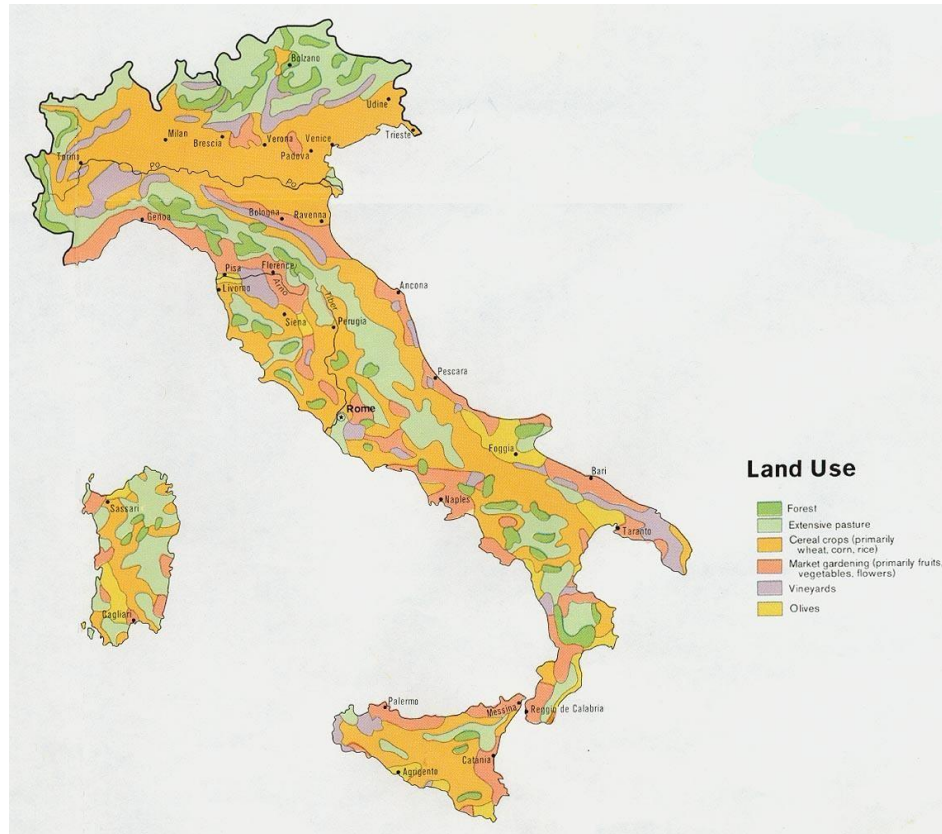 Bolzano
Udine
Milan
Trieste
Brescia
Verona
Venice
Padova
Torino
Po
Po
Genoa
Bologna
Ravenna
Pisa
Florence
Arno
Livorno
Tiber
Ancona
Siena
Perugia
Pescara
Rome
Foggia
Bari
Naples
Taranto
Sassari
Cagliari
Palermo
Messina
Reggio de Calabria
Catania
Agrigento
Land Use
Forest
Extensive pasture
Cereal crops (primarily
wheat, corn, rice)
Market gardening (primarily fruits,
vegetables, flowers)
Vineyards
Olives